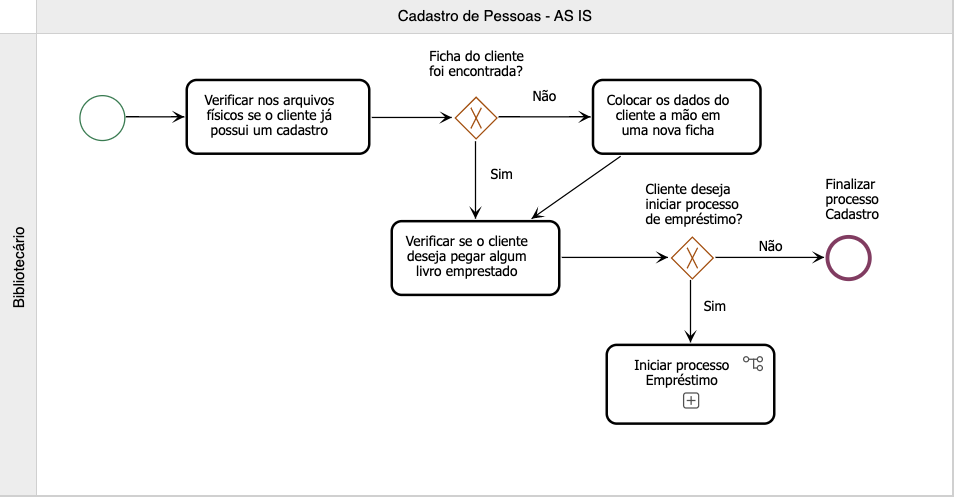 Cadastro de Pessoas - AS IS
Bibliotecário
Verificar nos arquivos
físicos se o cliente já
possui um cadastro
Ficha do cliente
foi encontrada?
Não
Colocar os dados do
cliente a mão em
uma nova ficha
Sim
Verificar se o cliente
deseja pegar algum
livro emprestado
Cliente deseja
iniciar processo
de empréstimo?
Não
Finalizar
processo
Cadastro
Sim
Iniciar processo
Empréstimo